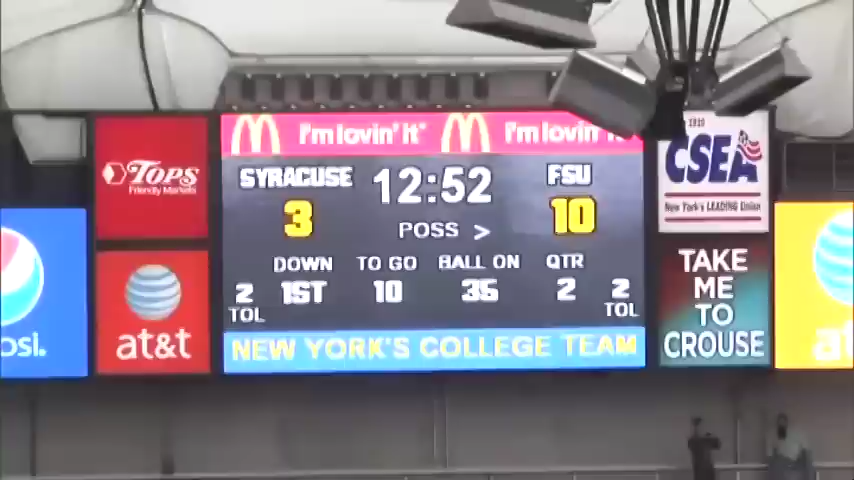 i'm lovin' it
i'm lovin' it
TOPS
Friendly Markets
SYRACUSE 12:52 FSU
3 10
POSS >
DOWN TO GO BALL ON QTR
2 1ST 10 35 2 2
TOL TOL
NEW YORK'S COLLEGE TEAM
at&t
CSEA
New York's LEADING Union
TAKE
ME
TO
CROUSE
osi.
at